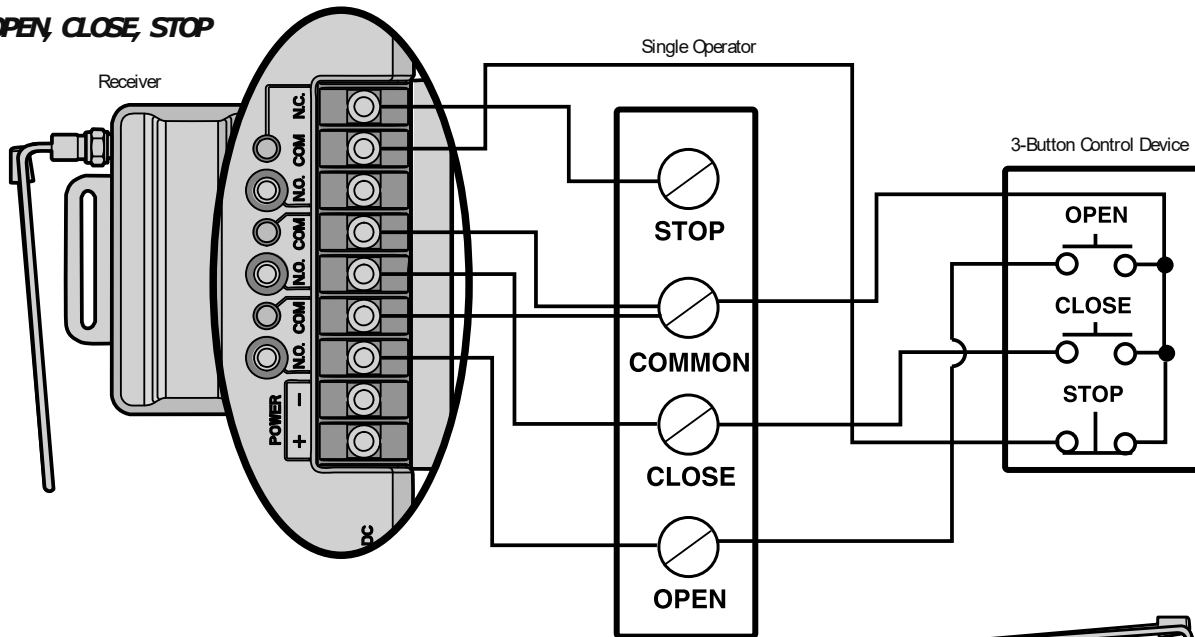 OPEN, CLOSE, STOP
Single Operator
Receiver
3-Button Control Device
N.C.
COM
N.O.
COM
N.O.
COM
N.O.
POWER
-
+
DC
STOP
COMMON
CLOSE
OPEN
OPEN
CLOSE
STOP